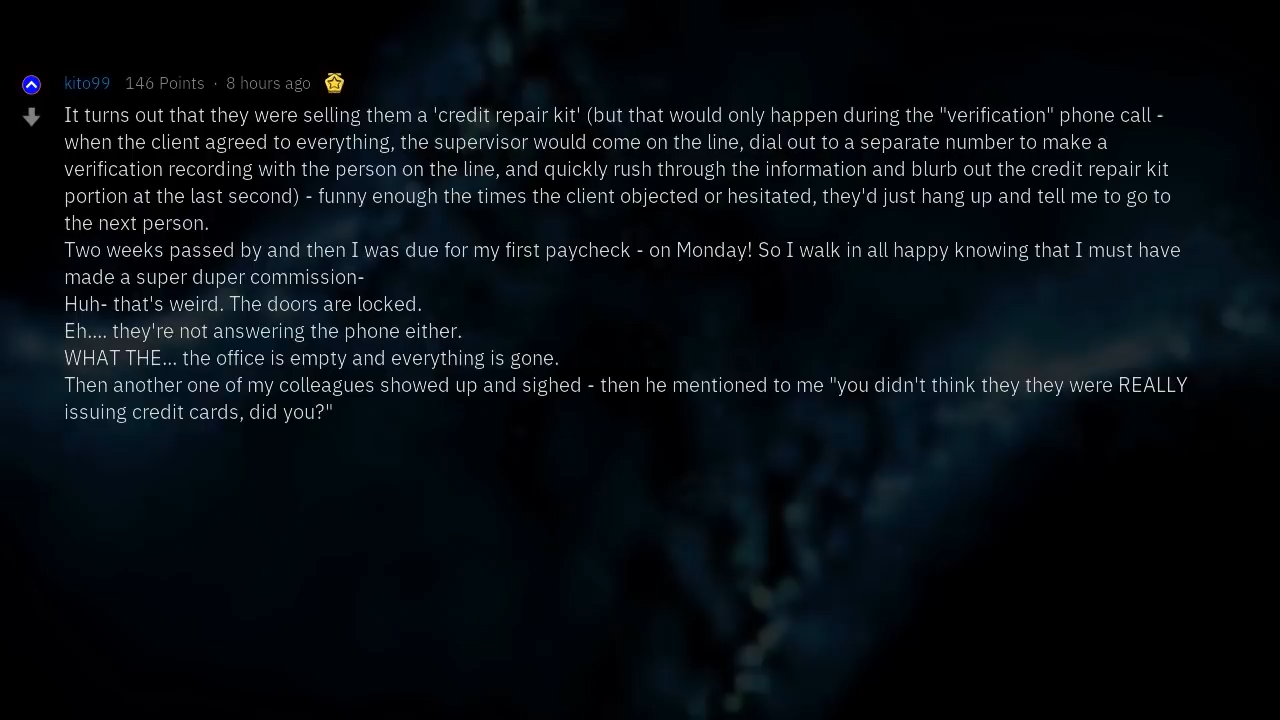 kito99 146 Points · 8 hours ago
It turns out that they were selling them a 'credit repair kit' (but that would only happen during the "verification" phone call -
when the client agreed to everything, the supervisor would come on the line, dial out to a separate number to make a
verification recording with the person on the line, and quickly rush through the information and blurb out the credit repair kit
portion at the last second) - funny enough the times the client objected or hesitated, they'd just hang up and tell me to go to
the next person.
Two weeks passed by and then I was due for my first paycheck - on Monday! So I walk in all happy knowing that I must have
made a super duper commission-
Huh- that's weird. The doors are locked.
Eh.... they're not answering the phone either.
WHAT THE... the office is empty and everything is gone.
Then another one of my colleagues showed up and sighed - then he mentioned to me "you didn't think they they were REALLY
issuing credit cards, did you?"